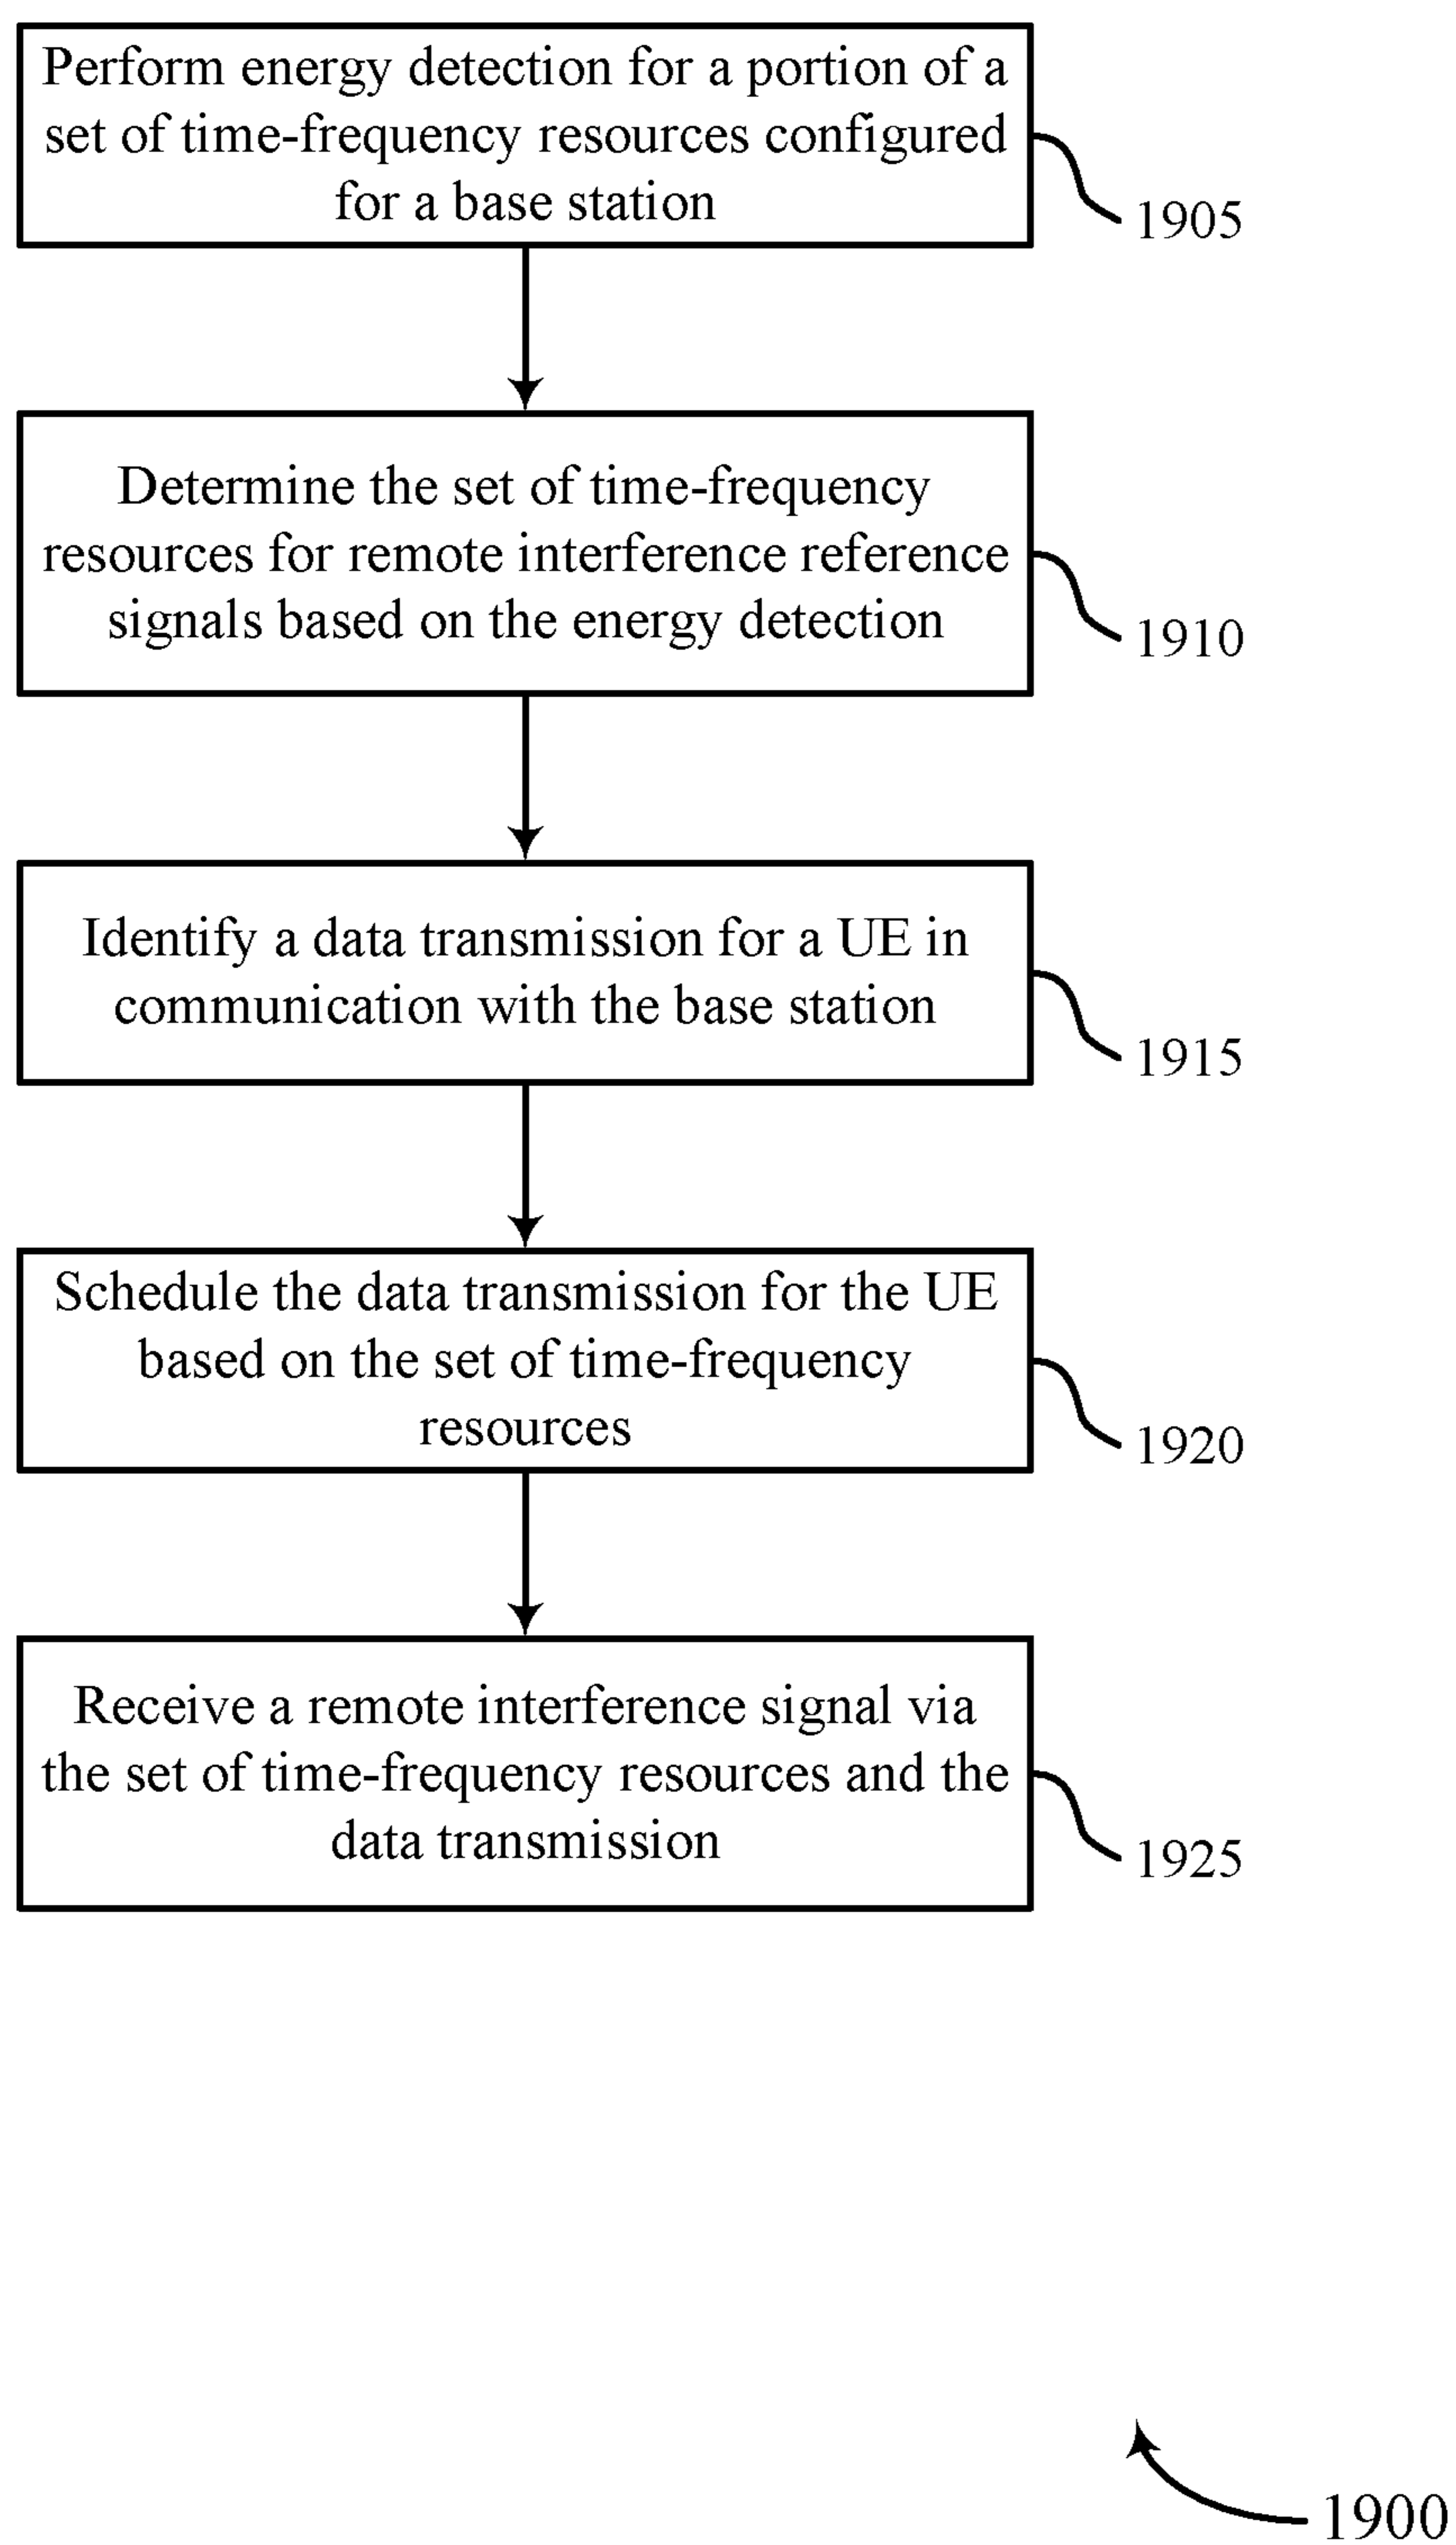 Perform energy detection for a portion of a
set of time-frequency resources configured
for a base station
1905
Determine the set of time-frequency
resources for remote interference reference
signals based on the energy detection
1910
Identify a data transmission for a UE in
communication with the base station
1915
Schedule the data transmission for the UE
based on the set of time-frequency
resources
1920
Receive a remote interference signal via
the set of time-frequency resources and the
data transmission
1925
1900